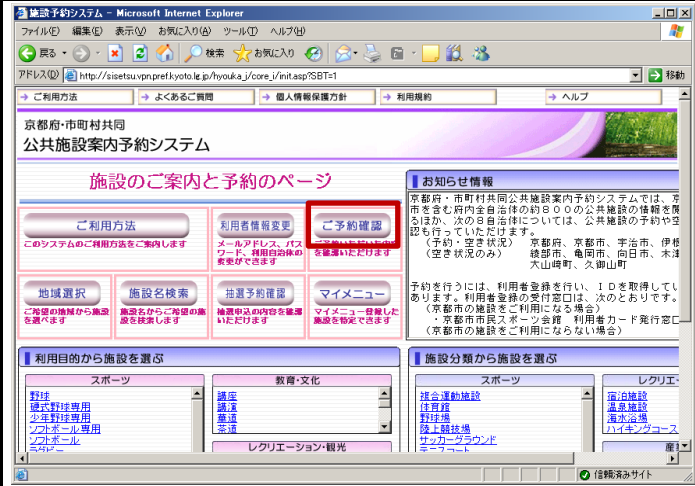 施設予約システム - Microsoft Internet Explorer
ファイル(F) 編集(E) 表示(V) お気に入り(A) ツール(T) ヘルプ(H)
戻る 検索 お気に入り
アドレス(D) http://sisetsu.vpn.pref.kyoto.lg.jp/hyouka_j/core_i/init.asp?SBT=1 移動
ご利用方法 よくあるご質問 個人情報保護方針 利用規約 ヘルプ
京都府・市町村共同
公共施設案内予約システム
施設のご案内と予約のページ
ご利用方法
このシステムのご利用方法をご案内します
利用者情報変更
メールアドレス、パスワード、利用自治体の変更ができます
ご予約確認
を確認いただけます
地域選択
ご希望の地域から施設を選べます
施設名検索
施設名からご希望の施設を検索します
抽選予約確認
抽選申込の内容を確認いただけます
マイメニュー
マイメニュー登録した施設を特定できます
お知らせ情報
京都府・市町村共同公共施設案内予約システムでは、京
市を含む府内全自治体の約８００の公共施設の情報を閲
るほか、次の８自治体については、公共施設の予約や空
認も行っていただけます。
（予約・空き状況） 京都府、京都市、宇治市、伊根
（空き状況のみ） 綾部市、亀岡市、向日市、木津
大山崎町、久御山町
予約を行うには、利用者登録を行い、ＩＤを取得してい
あります。利用者登録の受付窓口は、次のとおりです。
（京都市の施設をご利用になる場合）
・京都市市民スポーツ会館 利用者カード発行窓口
（京都市の施設をご利用にならない場合）
利用目的から施設を選ぶ
スポーツ
野球
硬式野球専用
少年野球専用
ソフトボール専用
ソフトボール
ラグビー
教育・文化
講座
講演
華道
茶道
レクリエーション・観光
施設分類から施設を選ぶ
スポーツ
複合運動施設
体育館
野球場
陸上競技場
サッカーグラウンド
テニスコート
レクリエ
宿泊施設
温泉施設
海水浴場
ハイキングコース
産
信頼済みサイト